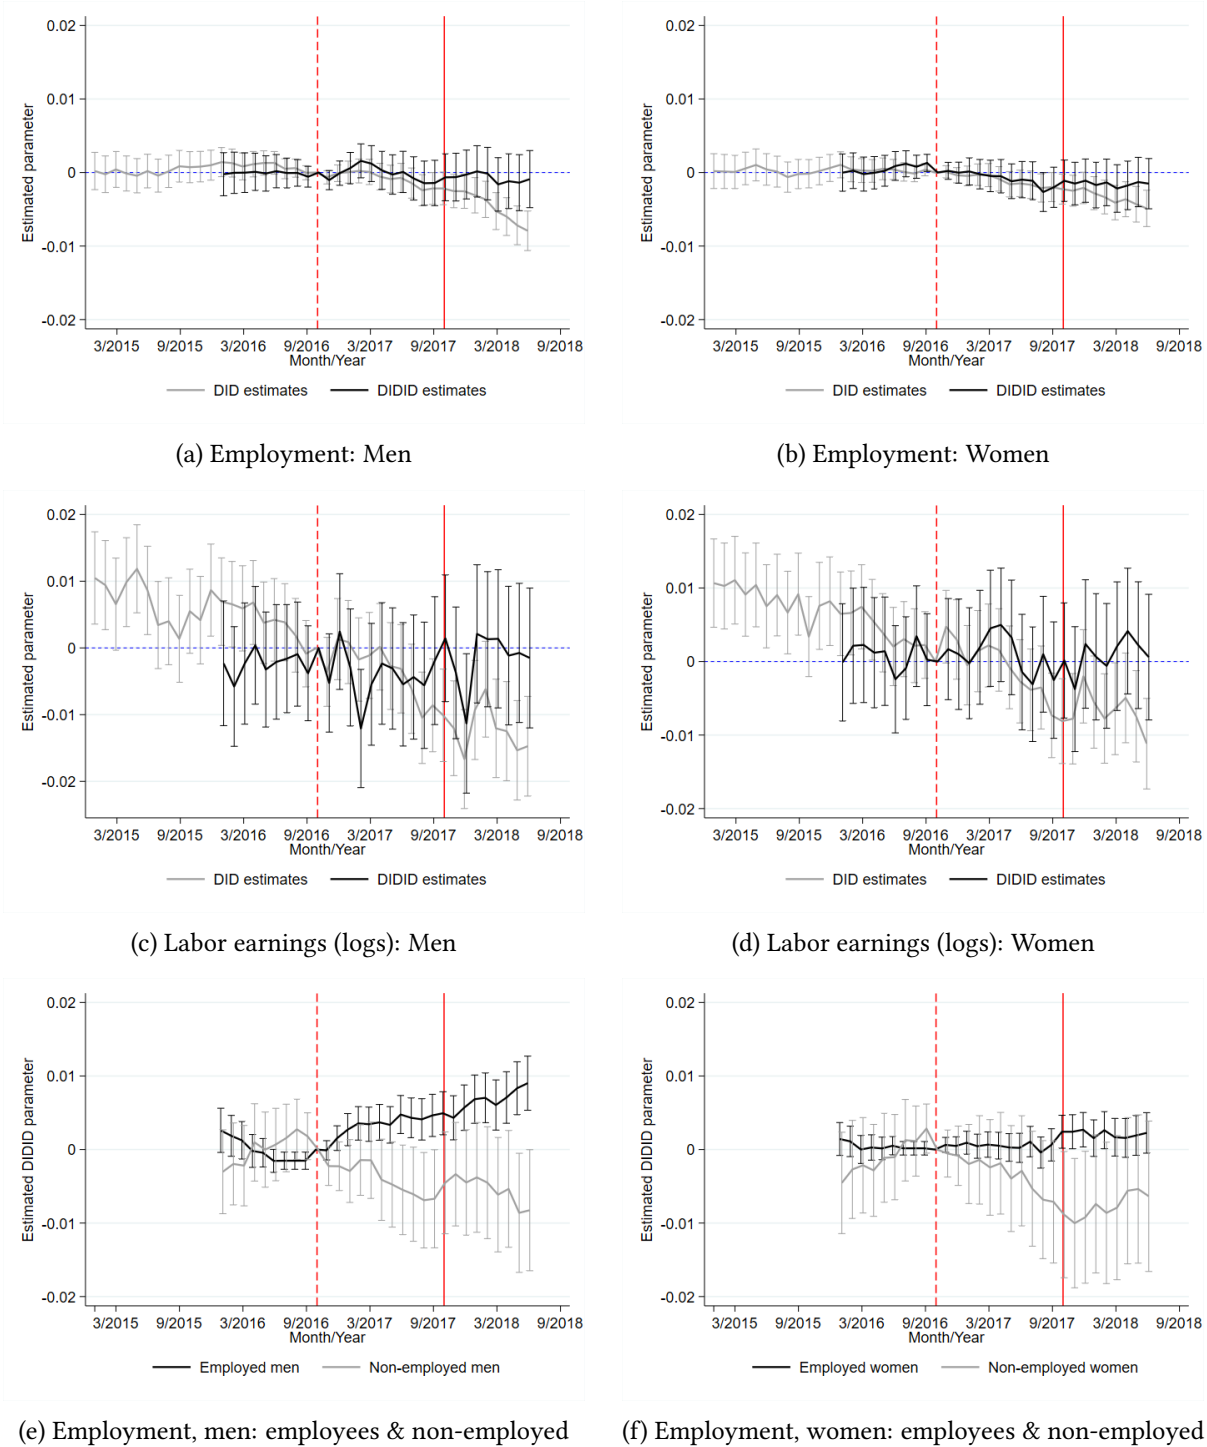 0.02
0.01
0
-0.01
-0.02
Estimated parameter
3/2015 9/2015 3/2016 9/2016 3/2017 9/2017 3/2018 9/2018
Month/Year
DID estimates DIDID estimates
(a) Employment: Men
0.02
0.01
0
-0.01
-0.02
Estimated parameter
3/2015 9/2015 3/2016 9/2016 3/2017 9/2017 3/2018 9/2018
Month/Year
DID estimates DIDID estimates
(b) Employment: Women
0.02
0.01
0
-0.01
-0.02
Estimated parameter
3/2015 9/2015 3/2016 9/2016 3/2017 9/2017 3/2018 9/2018
Month/Year
DID estimates DIDID estimates
(c) Labor earnings (logs): Men
0.02
0.01
0
-0.01
-0.02
Estimated parameter
3/2015 9/2015 3/2016 9/2016 3/2017 9/2017 3/2018 9/2018
Month/Year
DID estimates DIDID estimates
(d) Labor earnings (logs): Women
0.02
0.01
0
-0.01
-0.02
Estimated DIDID parameter
3/2015 9/2015 3/2016 9/2016 3/2017 9/2017 3/2018 9/2018
Month/Year
Employed men Non-employed men
(e) Employment, men: employees & non-employed
0.02
0.01
0
-0.01
-0.02
Estimated DIDID parameter
3/2015 9/2015 3/2016 9/2016 3/2017 9/2017 3/2018 9/2018
Month/Year
Employed women Non-employed women
(f) Employment, women: employees & non-employed